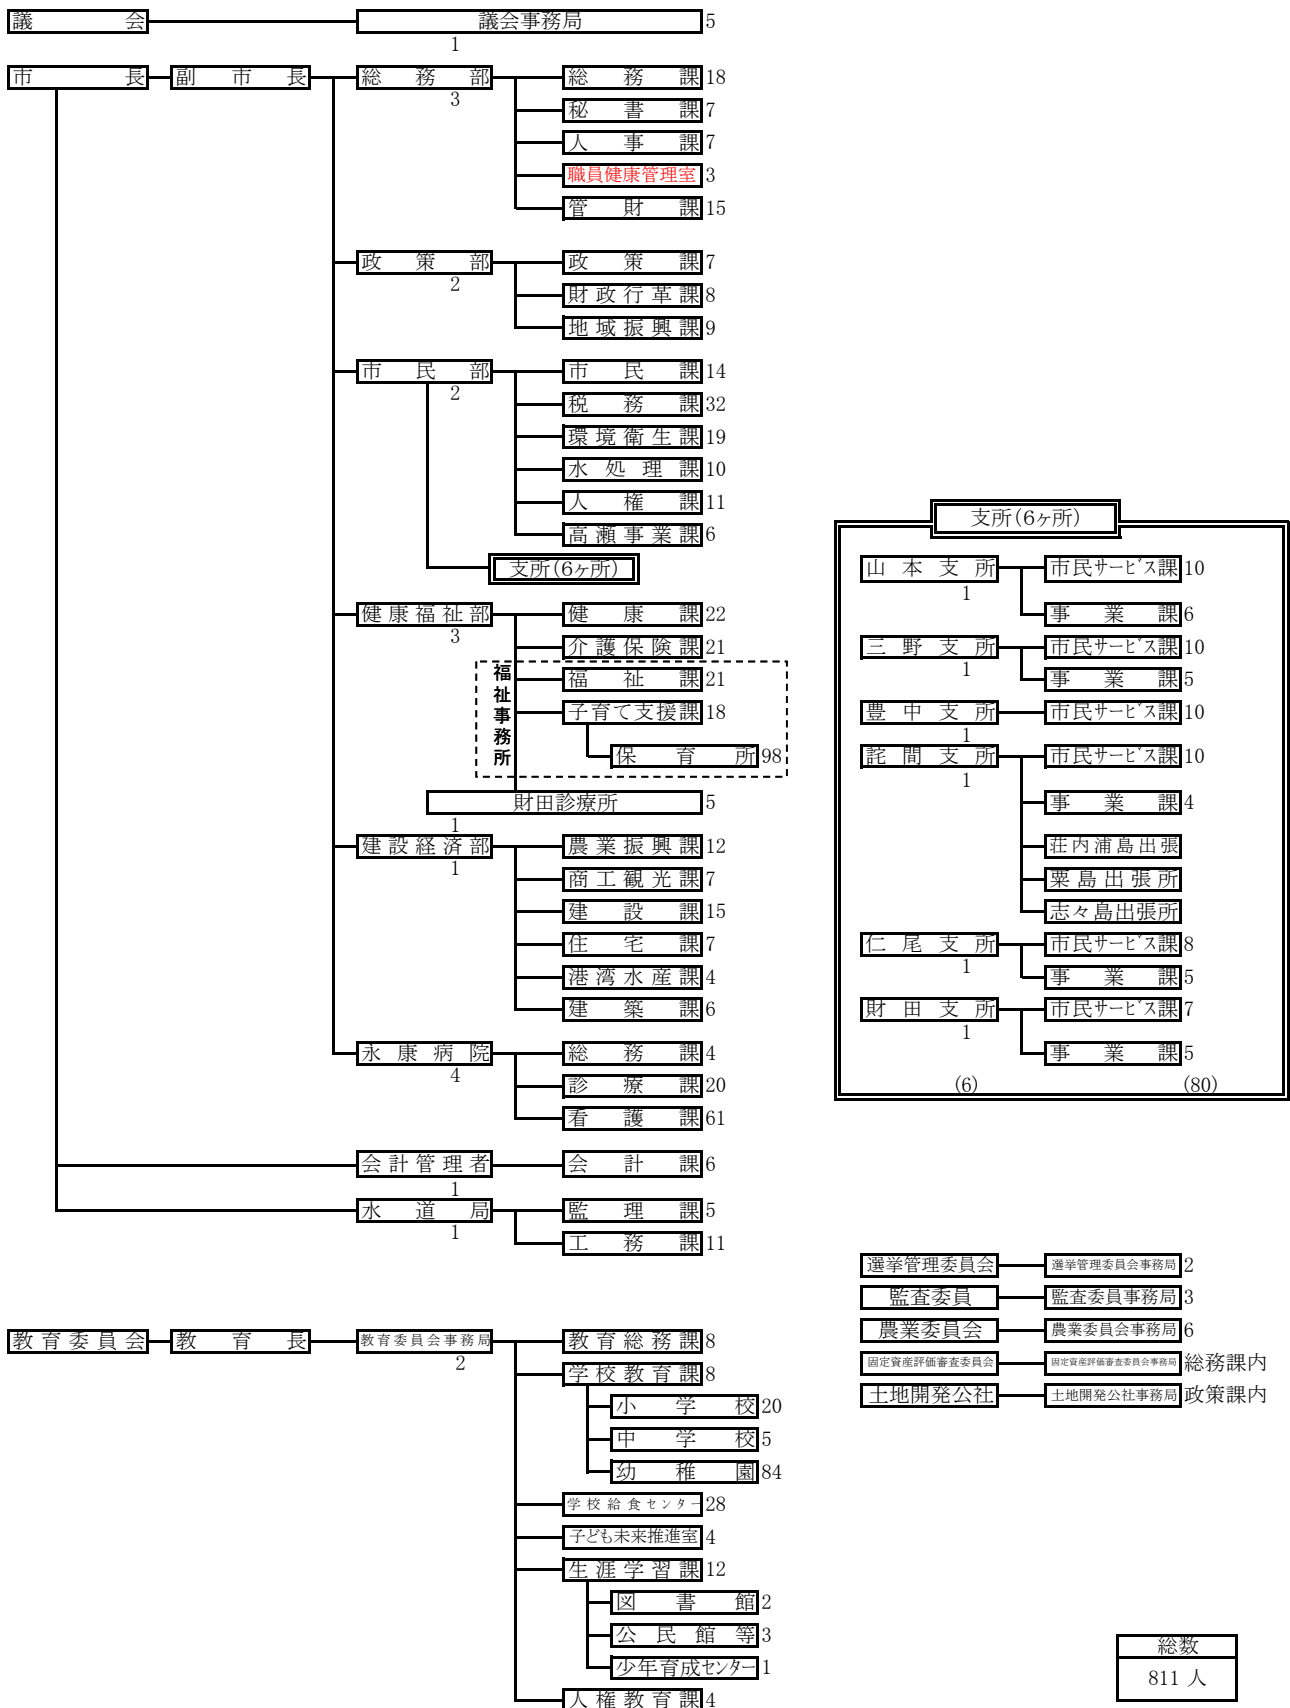 議会 議会事務局 5
1
市長 副市長 総務部 総務課 18
3
秘書課 7
人事課 7
職員健康管理室 3
管財課 15
政策部 政策課 7
2
財政行革課 8
地域振興課 9
市民部 市民課 14
2
税務課 32
環境衛生課 19
水処理課 10
人権課 11
高瀬事業課 6
支所(6ヶ所)
健康福祉部 健康課 22
3
介護保険課 21
福祉事務所
福祉課 21
子育て支援課 18
保育所 98
財田診療所 5
1
建設経済部 農業振興課 12
1
商工観光課 7
建設課 15
住宅課 7
港湾水産課 4
建築課 6
永康病院 総務課 4
4
診療課 20
看護課 61
会計管理者 会計課 6
1
水道局 監理課 5
1
工務課 11
教育委員会 教育長 教育委員会事務局 教育総務課 8
2
学校教育課 8
小学校 20
中学校 5
幼稚園 84
学校給食センター 28
子ども未来推進室 4
生涯学習課 12
図書館 2
公民館等 3
少年育成センター 1
人権教育課 4
支所(6ヶ所)
山本支所 市民サービス課 10
1
事業課 6
三野支所 市民サービス課 10
1
事業課 5
豊中支所 市民サービス課 10
1
詫間支所 市民サービス課 10
1
事業課 4
荘内浦島出張
粟島出張所
志々島出張所
仁尾支所 市民サービス課 8
1
事業課 5
財田支所 市民サービス課 7
1
事業課 5
(6) (80)
選挙管理委員会 選挙管理委員会事務局 2
監査委員 監査委員事務局 3
農業委員会 農業委員会事務局 6
固定資産評価審査委員会 固定資産評価審査委員会事務局 総務課内
土地開発公社 土地開発公社事務局 政策課内
総数
811 人